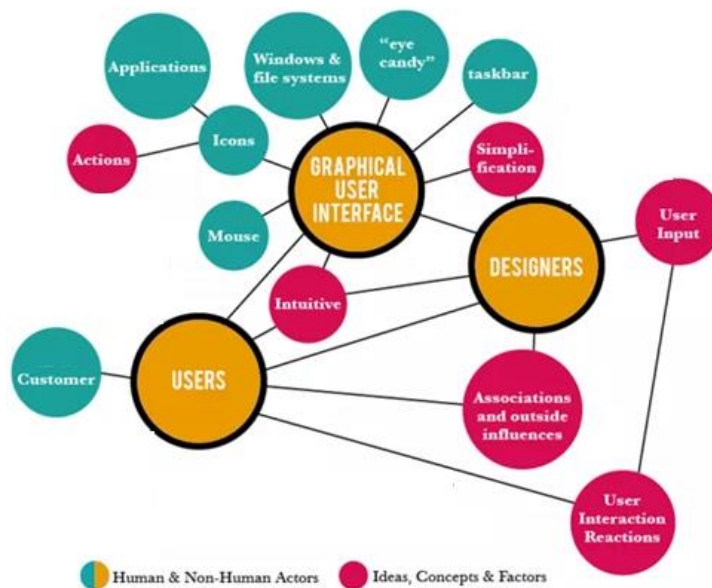 Applications
Windows &
file systems
“eye
candy”
taskbar
Actions
Icons
GRAPHICAL
USER
INTERFACE
Simpli-
fication
Mouse
User
Input
DESIGNERS
Intuitive
Customer
USERS
Associations
and outside
influences
User
Interaction
Reactions
Human & Non-Human Actors
Ideas, Concepts & Factors